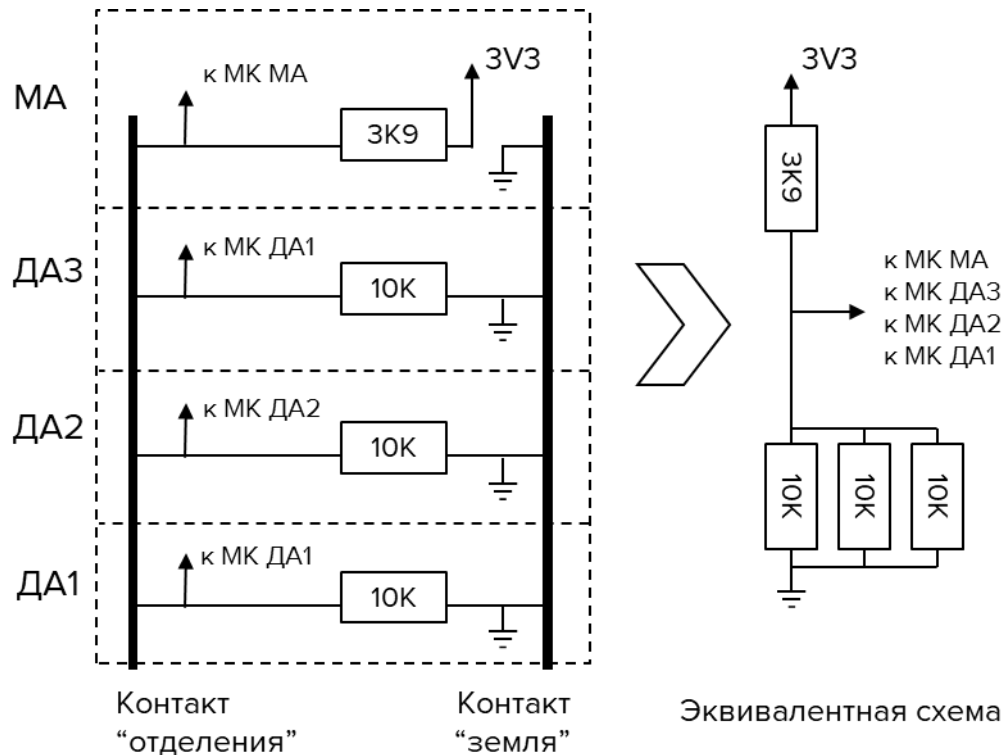 МА
к МК МА
3К9
3V3
ДА3
к МК ДА1
10К
ДА2
к МК ДА2
10К
ДА1
к МК ДА1
10К
Контакт
“отделения”
Контакт
“земля”
3V3
3К9
к МК МА
к МК ДА3
к МК ДА2
к МК ДА1
10К
10К
10К
Эквивалентная схема